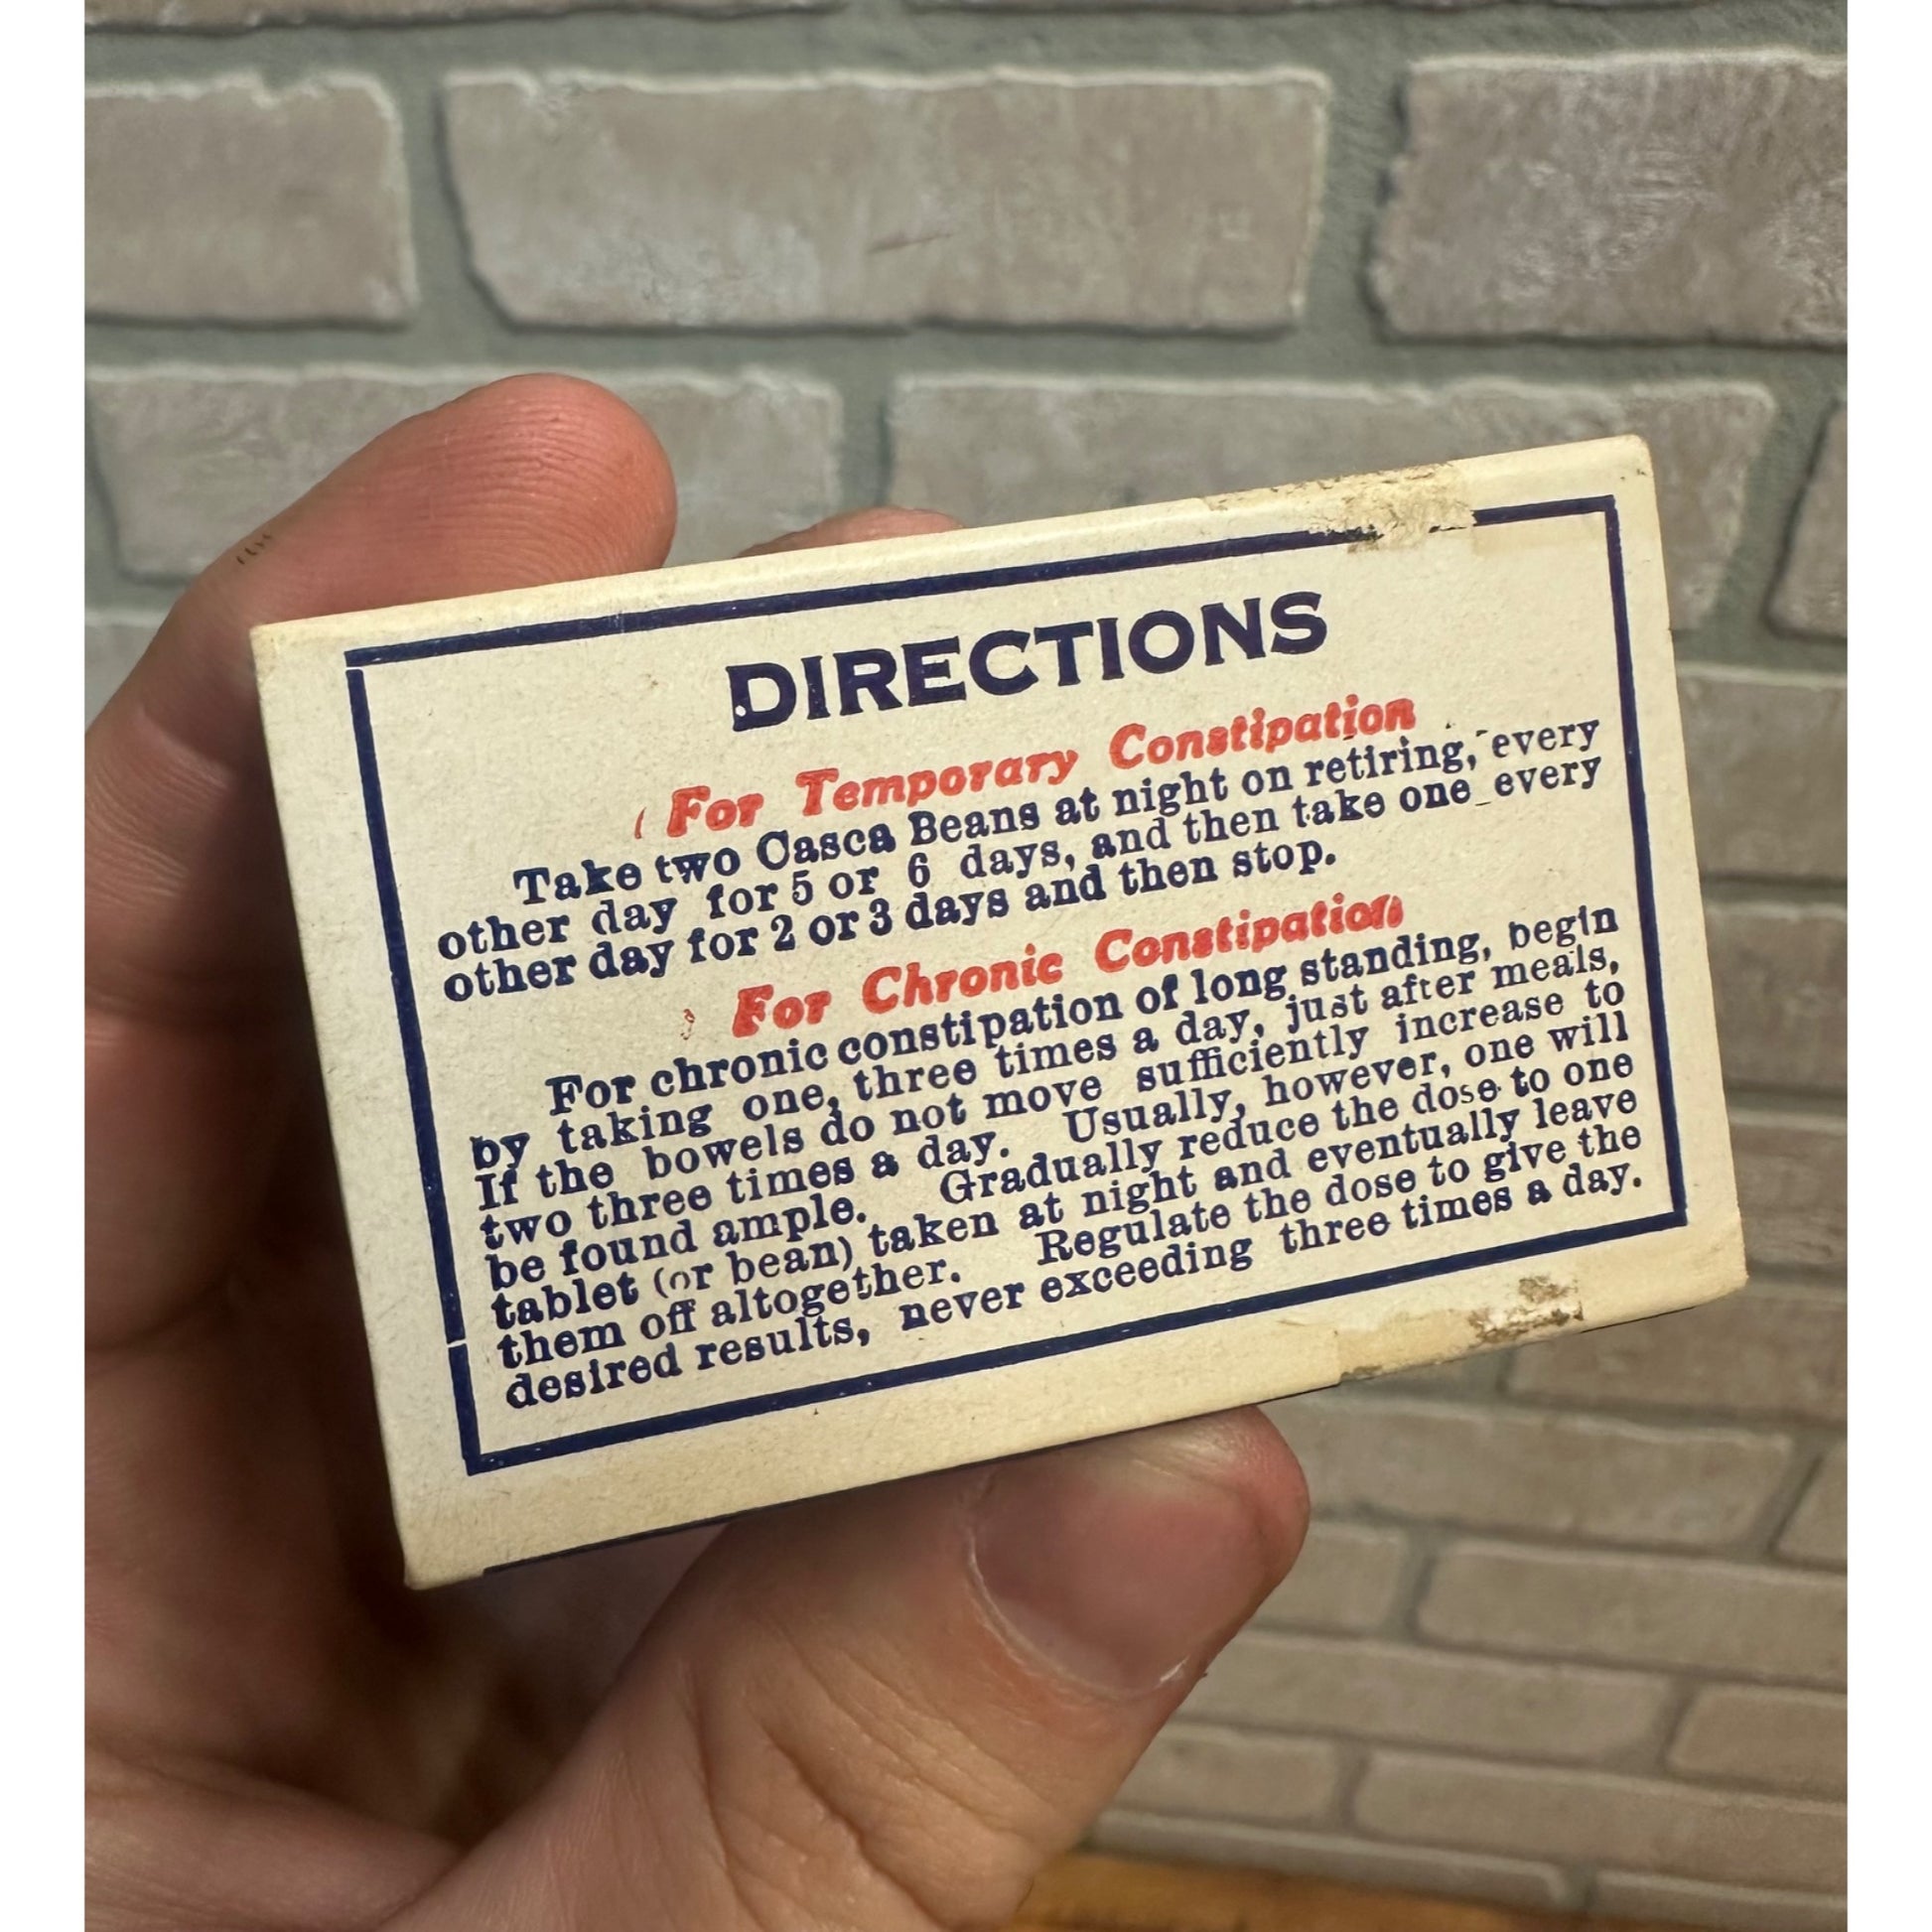 DIRECTIONS
For Temporary Constipation
Take two Casca Beans at night on retiring, every
other day for 5 or 6 days, and then take one every
other day for 2 or 3 days and then stop.
For Chronic Constipation
For chronic constipation of long standing, begin
by taking one, three times a day, just after meals,
If the bowels do not move sufficiently increase to
two three times a day. Usually, however, one will
be found ample. Gradually reduce the dose to one
tablet (or bean) taken at night and eventually leave
them off altogether. Regulate the dose to give the
desired results, never exceeding three times a day.